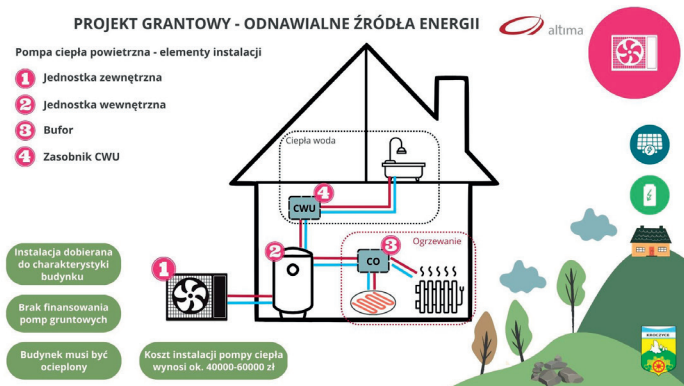 PROJEKT GRANTOWY - ODNAWIALNE ŹRÓDŁA ENERGII
altıma
Pompa ciepła powietrzna - elementy instalacji
1 Jednostka zewnętrzna
2 Jednostka wewnętrzna
3 Bufor
4 Zasobnik CWU
Ciepła woda
4
CWU
2
3
Ogrzewanie
CO
1
Instalacja dobierana
do charakterystyki
budynku
Brak finansowania
pomp gruntowych
Budynek musi być
ocieplony
Koszt instalacji pompy ciepła
wynosi ok. 40000-60000 zł
KROCZYCE